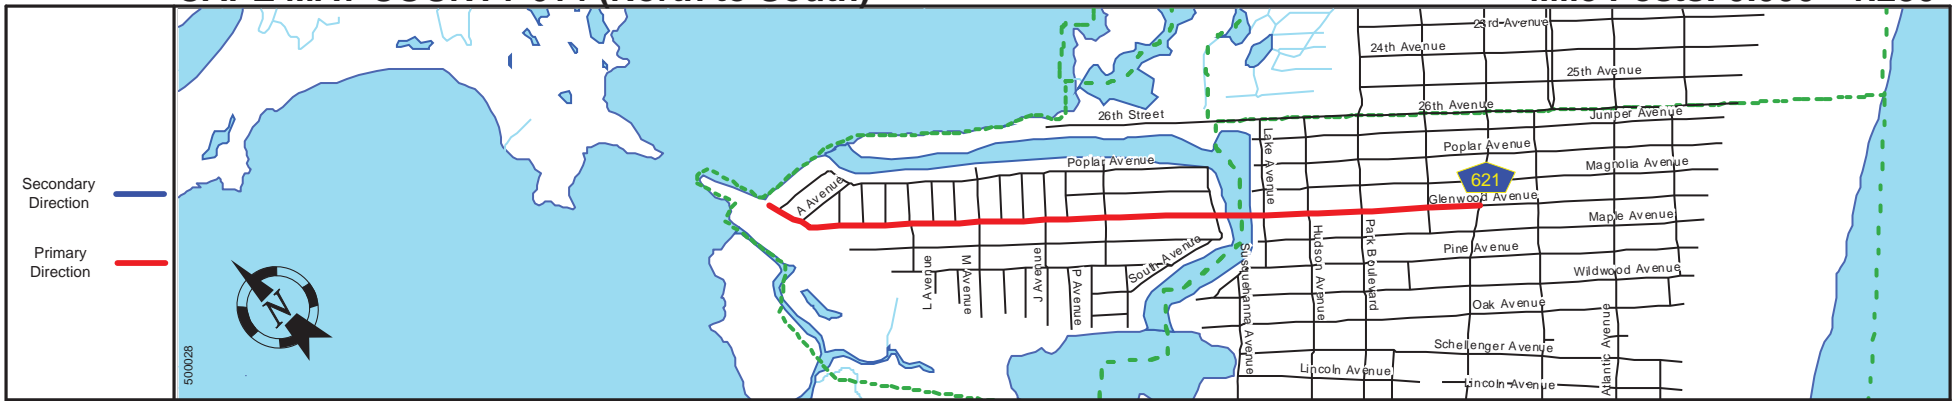 Secondary
Direction
Primary
Direction
N
500028
23rd Avenue
24th Avenue
25th Avenue
26th Avenue
26th Street
Juniper Avenue
Poplar Avenue
Poplar Avenue
Magnolia Avenue
621
Glenwood Avenue
A Avenue
Maple Avenue
Pine Avenue
Wildwood Avenue
South Avenue
Oak Avenue
Schellenger Avenue
Lincoln Avenue
Lincoln Avenue
Lake Avenue
Hudson Avenue
Park Boulevard
Susquehanna Avenue
Atlantic Avenue
L Avenue
M Avenue
J Avenue
P Avenue